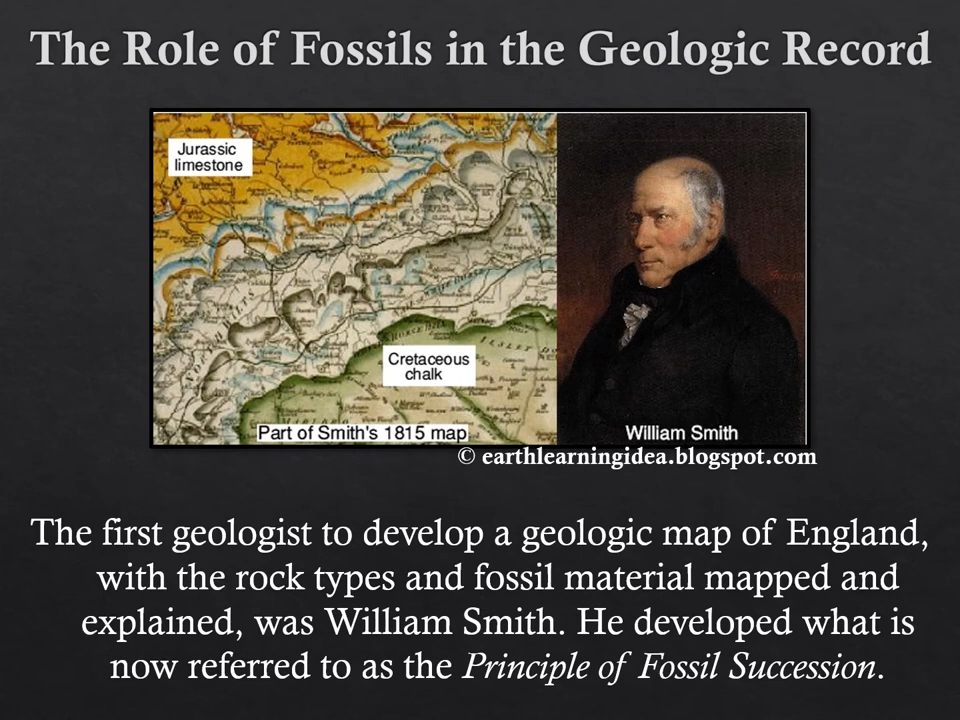 The Role of Fossils in the Geologic Record
Jurassic
limestone
Cretaceous
chalk
Part of Smith's 1815 map
William Smith
© earthlearningidea.blogspot.com
The first geologist to develop a geologic map of England,
with the rock types and fossil material mapped and
explained, was William Smith. He developed what is
now referred to as the Principle of Fossil Succession.